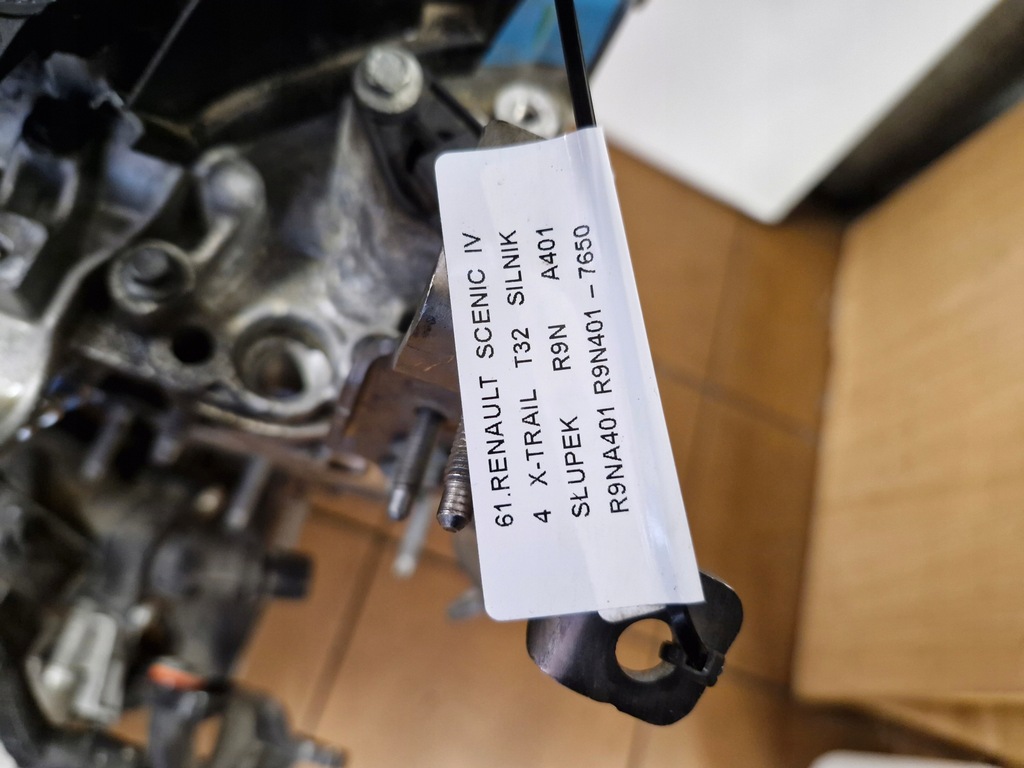 61.RENAULT SCENIC IV
4 X-TRAIL T32 SILNIK
SŁUPEK R9N A401
R9NA401 R9N401 – 7650